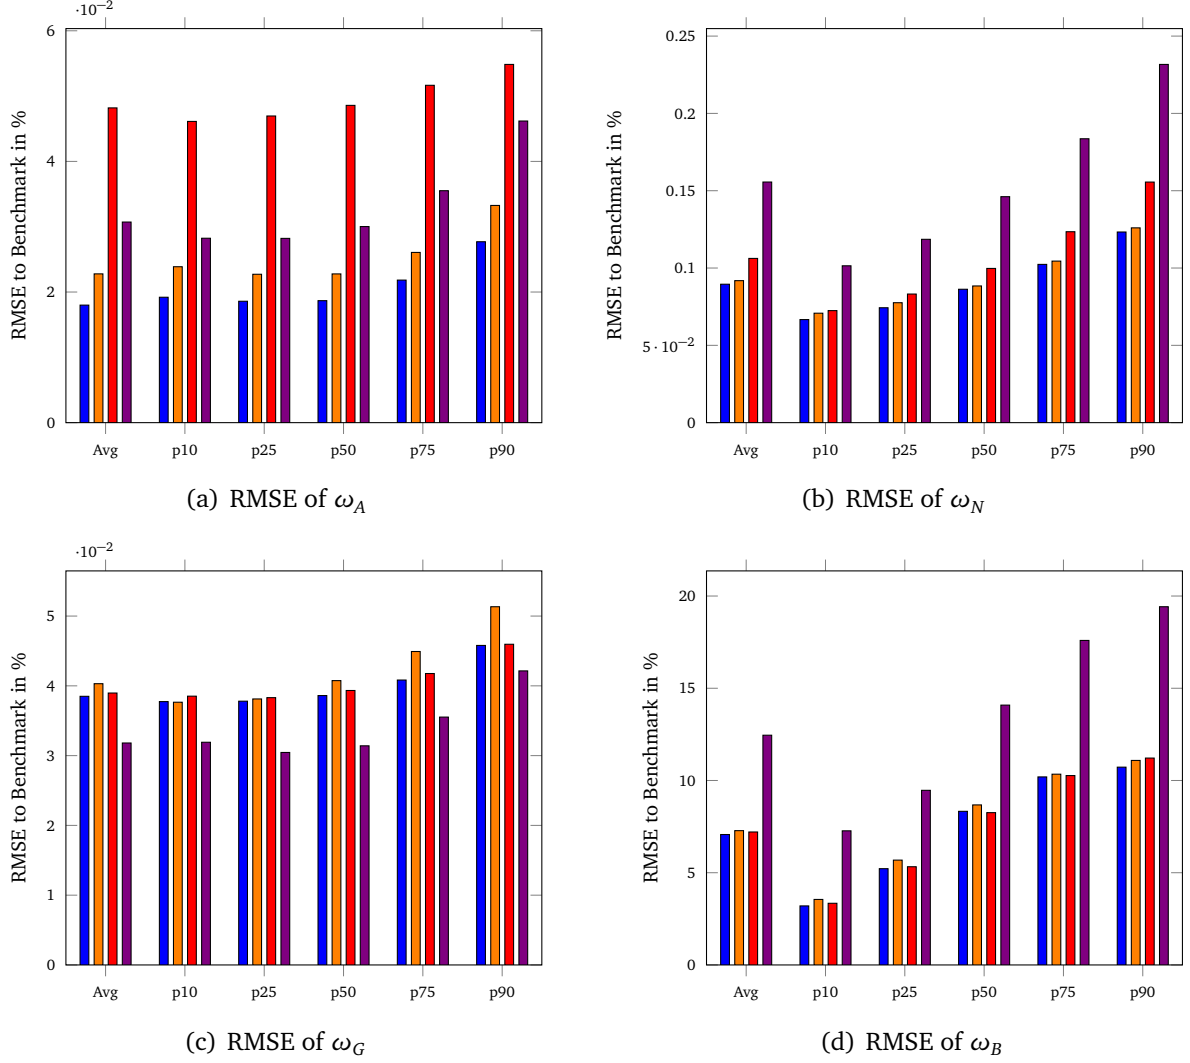 ·10−2
6
4
2
0
RMSE to Benchmark in %
Avg p10 p25 p50 p75 p90
(a) RMSE of ωA
0.25
0.2
0.15
0.1
5 · 10−2
0
RMSE to Benchmark in %
Avg p10 p25 p50 p75 p90
(b) RMSE of ωN
·10−2
5
4
3
2
1
0
RMSE to Benchmark in %
Avg p10 p25 p50 p75 p90
(c) RMSE of ωG
20
15
10
5
0
RMSE to Benchmark in %
Avg p10 p25 p50 p75 p90
(d) RMSE of ωB